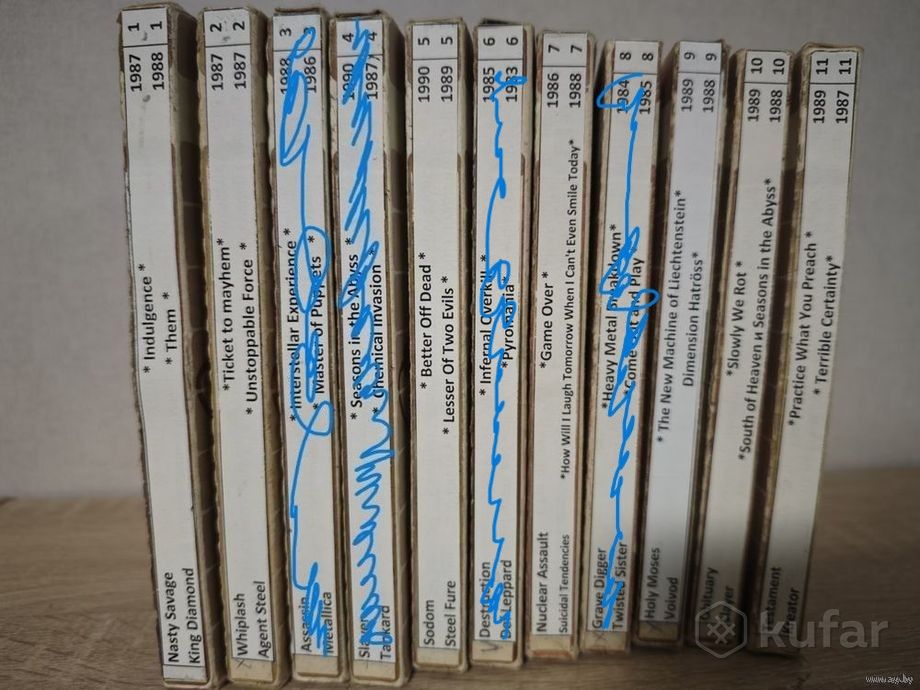 1987 1
1988 1
* Indulgence *
* Them *
Nasty Savage
King Diamond
1987 2
1987 2
*Ticket to mayhem*
* Unstoppable Force *
Whiplash
Agent Steel
1988 3
1986 3
* Interstellar Experience *
* Master of Puppets *
Assassin
Metallica
1990 4
1987 4
* Seasons in the Abyss *
* Chemical Invasion *
Slayer
Tankard
1990 5
1989 5
* Better Off Dead *
* Lesser Of Two Evils *
Sodom
Steel Fure
1985 6
1983 6
* Infernal Overkill *
*Pyromania*
Destruction
Def Leppard
1986 7
1988 7
*Game Over*
*How Will I Laugh Tomorrow When I Can't Even Smile Today*
Nuclear Assault
Suicidal Tendencies
1984 8
1985 8
*Heavy Metal Breakdown*
*Come Out and Play*
Grave Digger
Twisted Sister
1989 9
1988 9
* The New Machine of Liechtenstein*
Dimension Hatröss*
Holy Moses
Voivod
1989 10
1988 10
*Slowly We Rot*
*South of Heaven и Seasons in the Abyss*
Obituary
1989 11
1987 11
*Practice What You Preach *
* Terrible Certainty*
Testament
Kreator
kufar